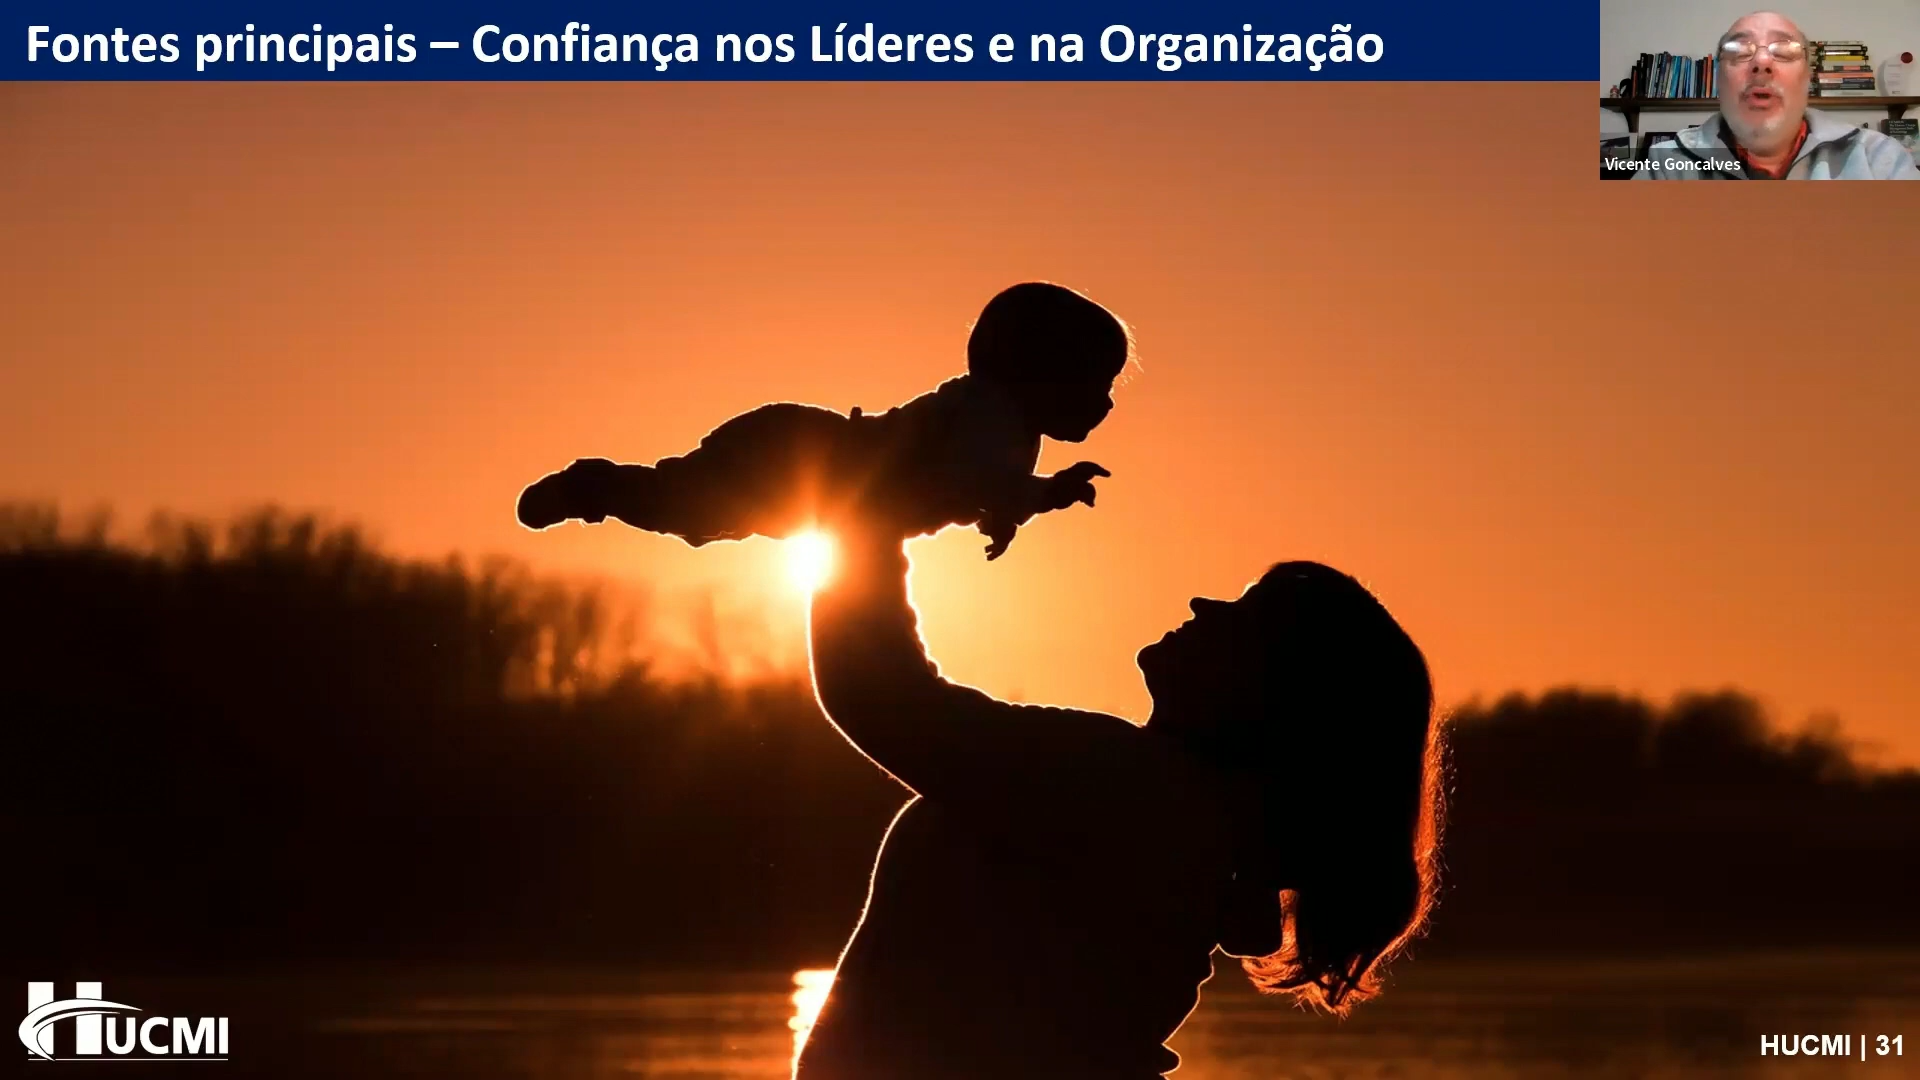 Fontes principais – Confiança nos Líderes e na Organização
Vicente Goncalves
HUCMI
HUCMI | 31